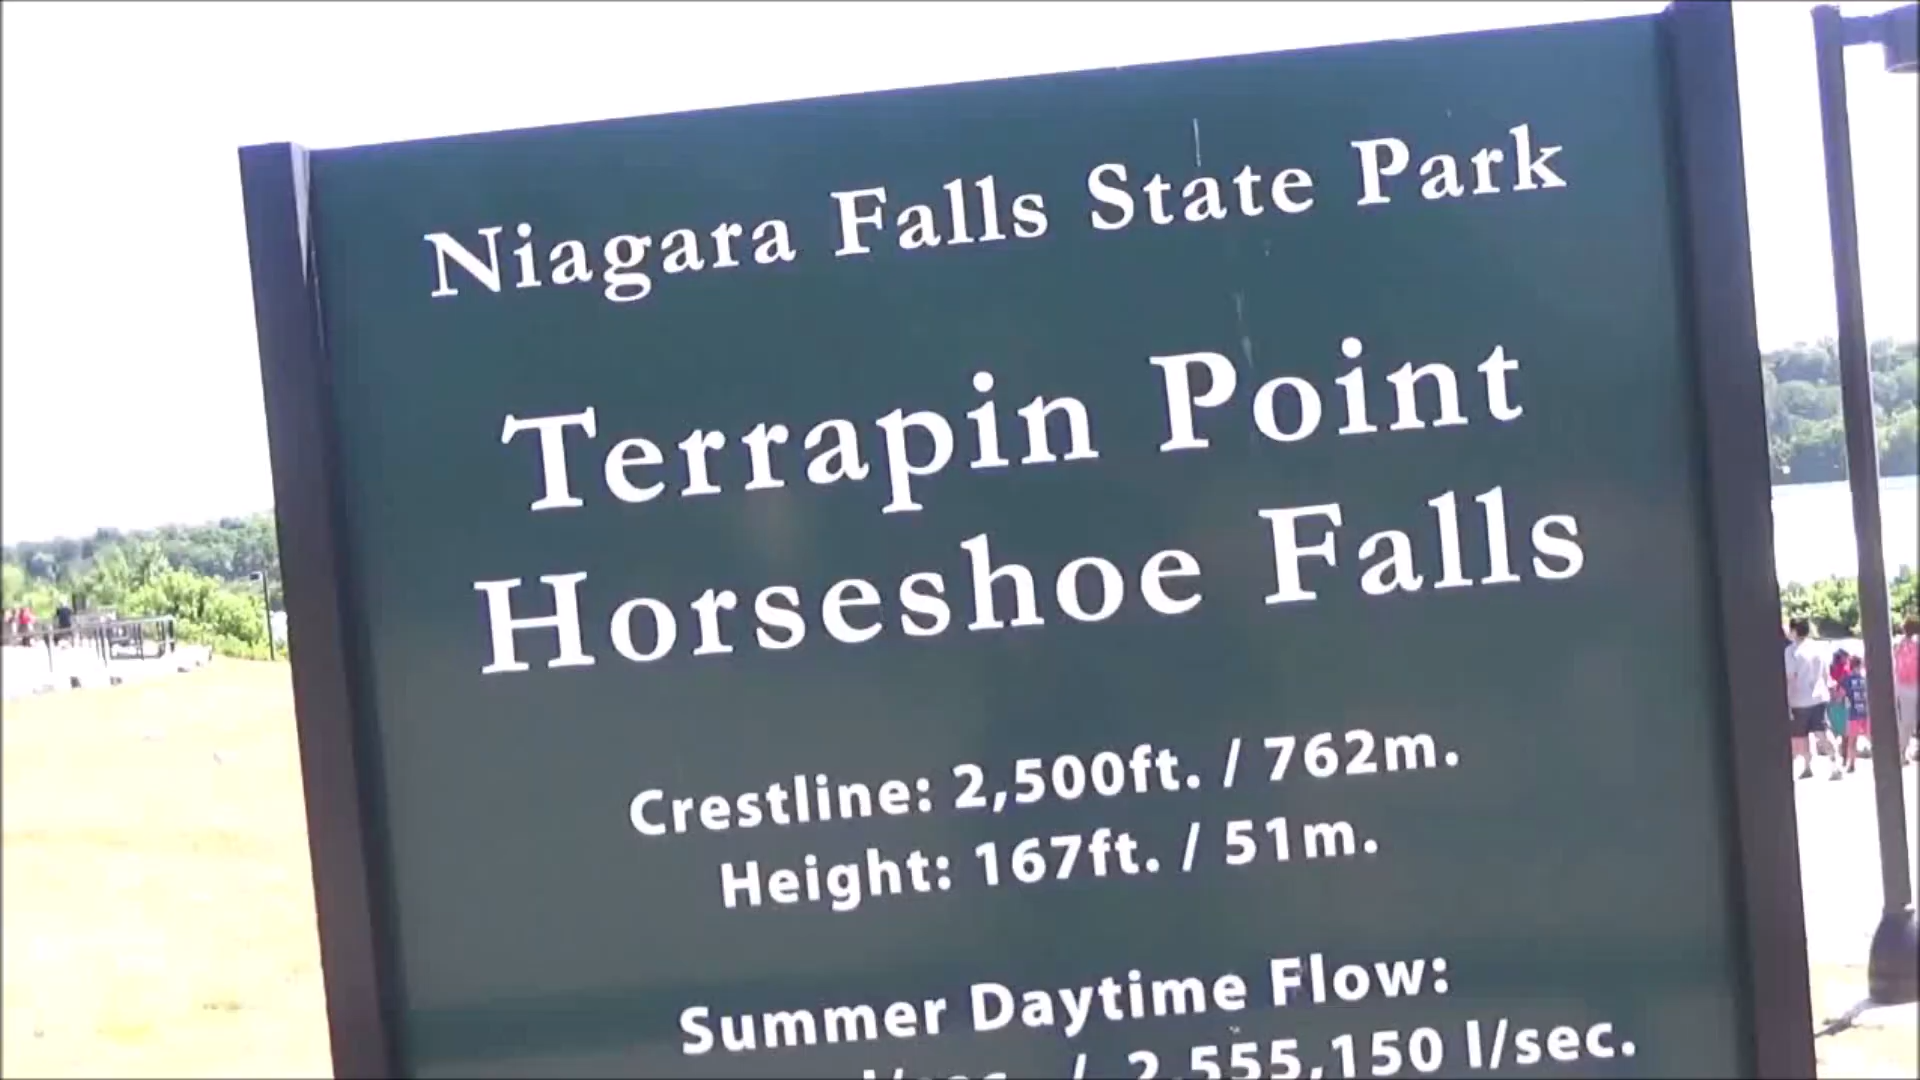 Niagara Falls State Park
Terrapin Point
Horseshoe Falls
Crestline: 2,500ft. / 762m.
Height: 167ft. / 51m.
Summer Daytime Flow:
/ 2,555,150 l/sec.